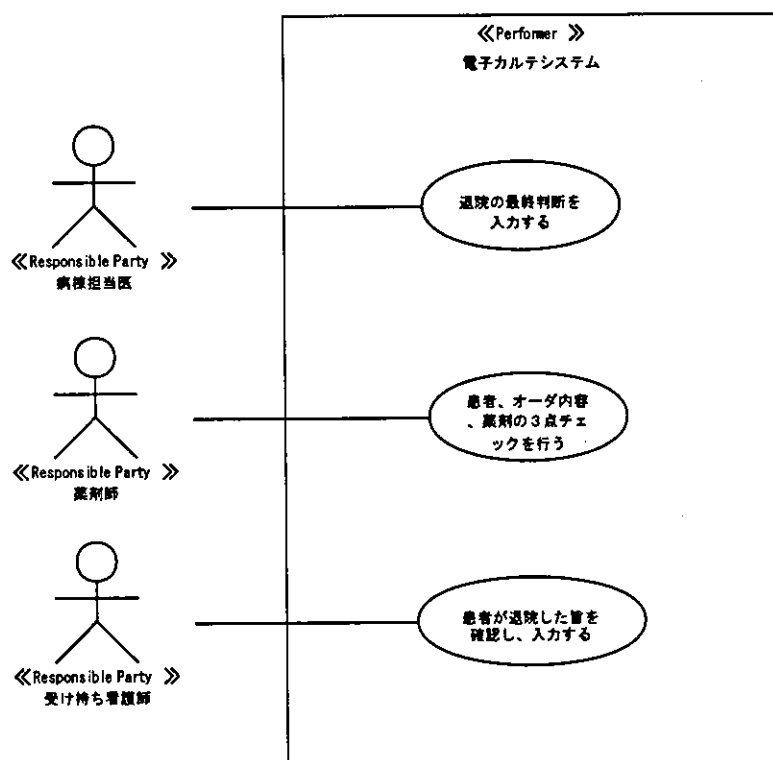 ≪Performer ≫
電子カルテシステム
退院の最終判断を
入力する
≪Responsible Party ≫
病棟担当医
患者、オーダ内容
、薬剤の３点チェ
ックを行う
≪Responsible Party ≫
薬剤師
患者が退院した旨を
確認し、入力する
≪Responsible Party ≫
受け持ち看護師